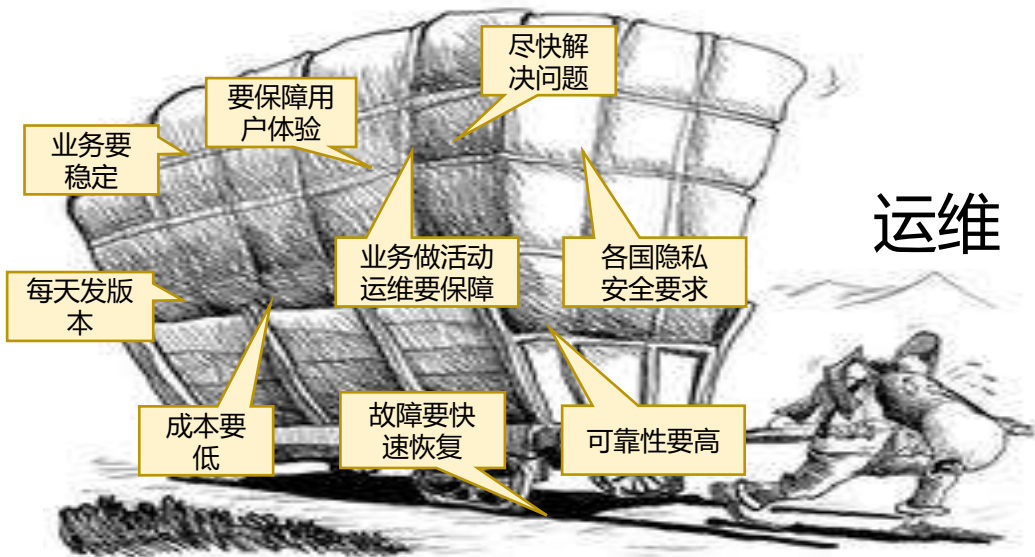 尽快解
决问题
要保障用
户体验
业务要
稳定
运维
业务做活动
运维要保障
各国隐私
安全要求
每天发版
本
成本要
低
故障要快
速恢复
可靠性要高